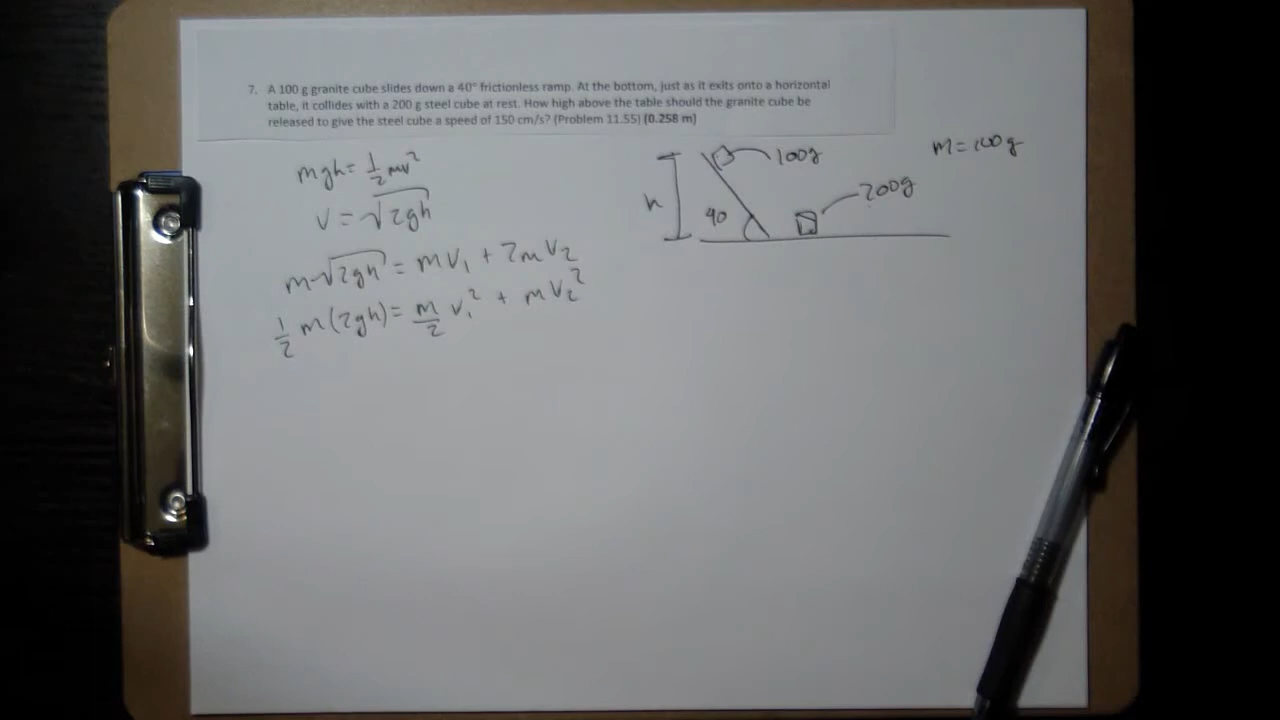 7. A 100 g granite cube slides down a 40° frictionless ramp. At the bottom, just as it exits onto a horizontal
table, it collides with a 200 g steel cube at rest. How high above the table should the granite cube be
released to give the steel cube a speed of 150 cm/s? (Problem 11.55) (0.258 m)
mgh = 1/2 mv²
v = √2gh
m√2gh = mv₁ + 2mv₂
1/2 m(2gh) = m/2 v₁² + mv₂²
h
40
100g
200g
m = 100g